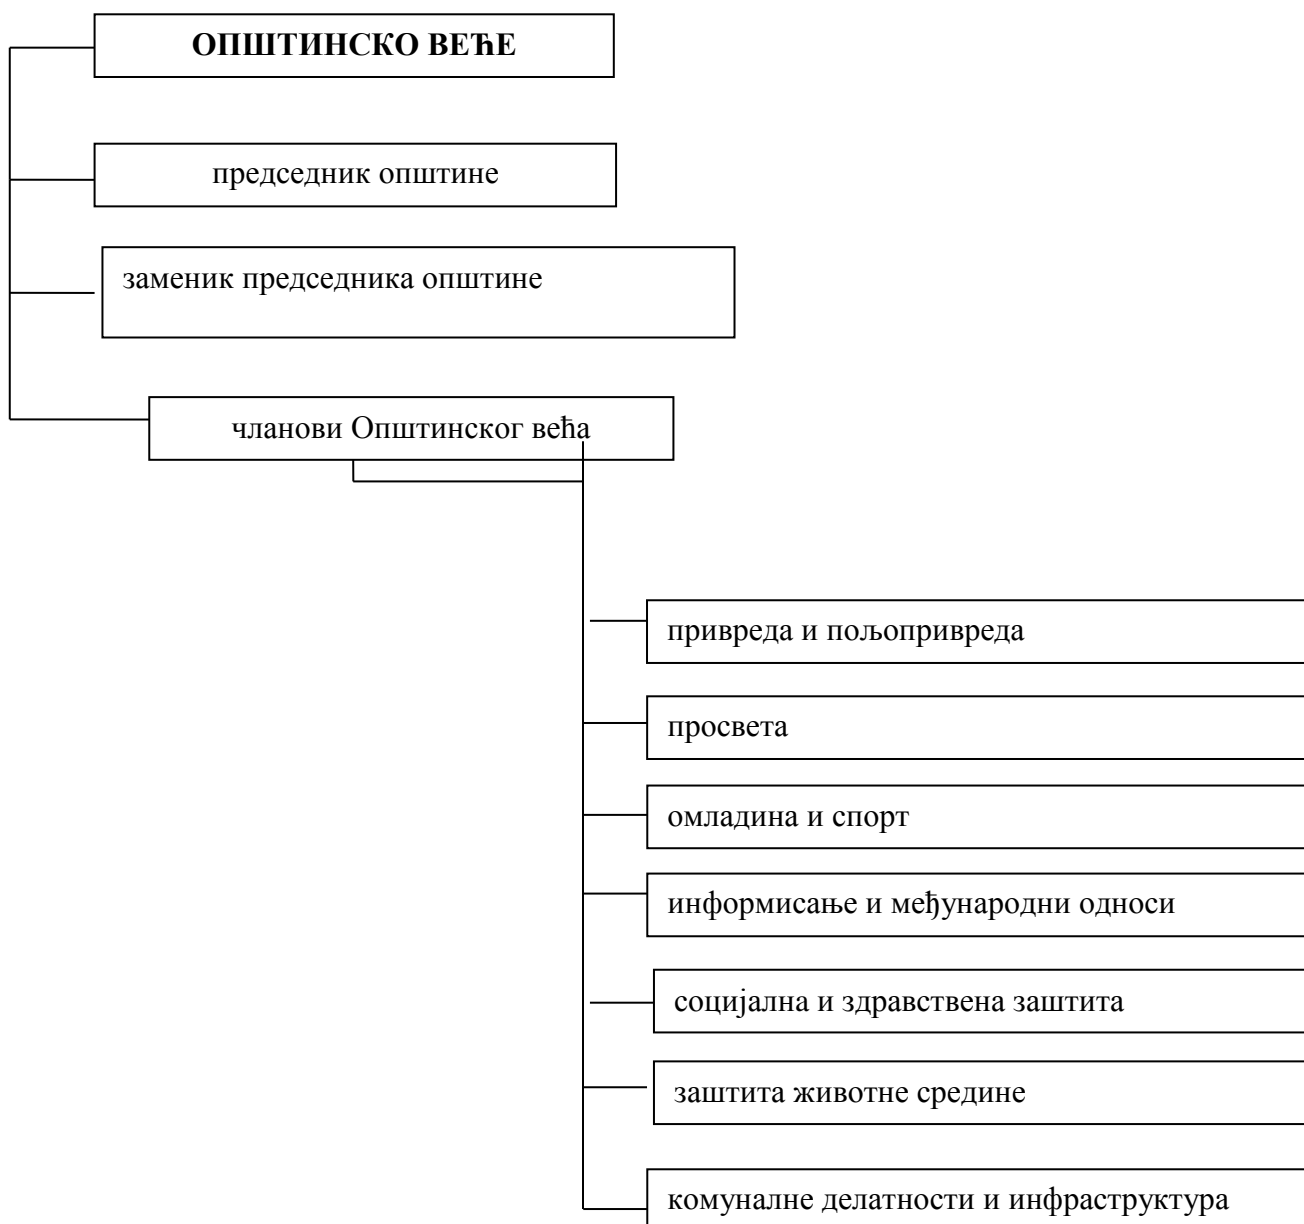 ОПШТИНСКО ВЕЋЕ
председник општине
заменик председника општине
чланови Општинског већа
привреда и пољопривреда
просвета
омладина и спорт
информисање и међународни односи
социјална и здравствена заштита
заштита животне средине
комуналне делатности и инфраструктура